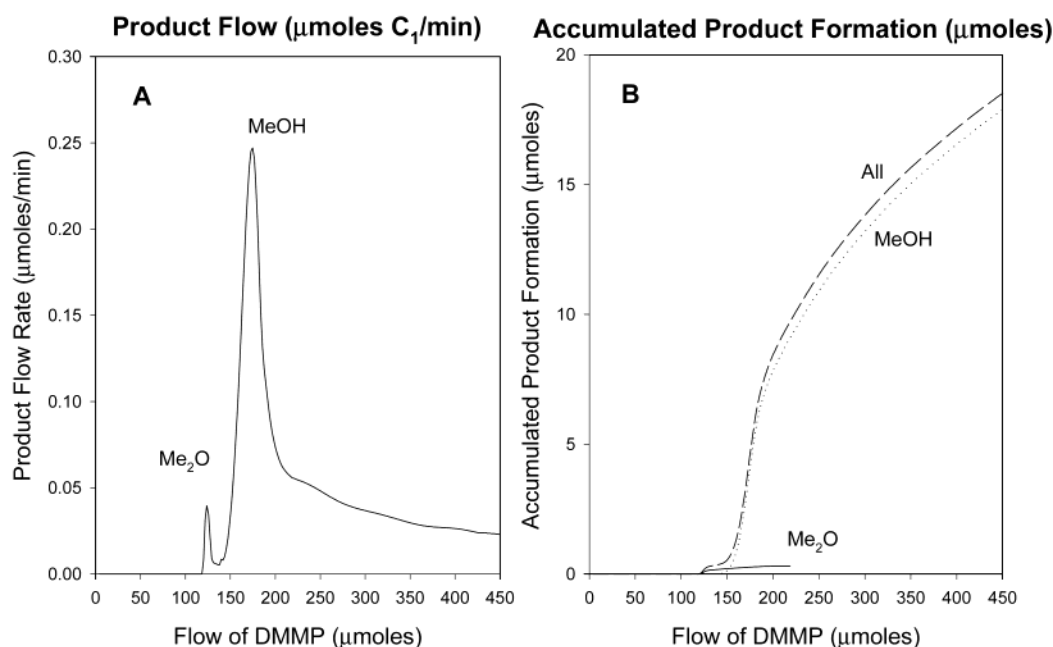 Product Flow (μmoles C₁/min)
Product Flow Rate (μmoles/min)
0.30
0.25
0.20
0.15
0.10
0.05
0.00
A
MeOH
Me₂O
0 50 100 150 200 250 300 350 400 450
Flow of DMMP (μmoles)
Accumulated Product Formation (μmoles)
Accumulated Product Formation (μmoles)
20
15
10
5
0
B
All
MeOH
Me₂O
0 50 100 150 200 250 300 350 400 450
Flow of DMMP (μmoles)